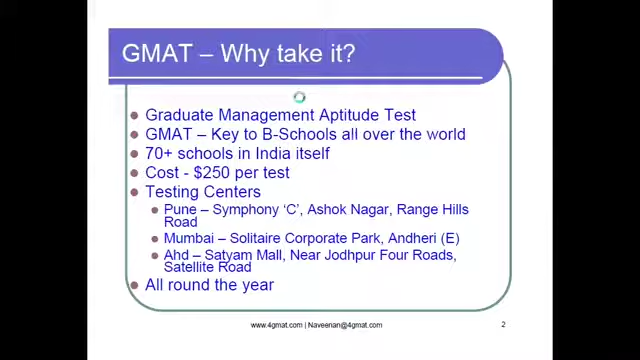 GMAT – Why take it?
Graduate Management Aptitude Test
GMAT – Key to B-Schools all over the world
70+ schools in India itself
Cost - $250 per test
Testing Centers
Pune – Symphony ‘C’, Ashok Nagar, Range Hills
Road
Mumbai – Solitaire Corporate Park, Andheri (E)
Ahd – Satyam Mall, Near Jodhpur Four Roads,
Satellite Road
All round the year
www.4gmat.com | Naveenan@4gmat.com
2